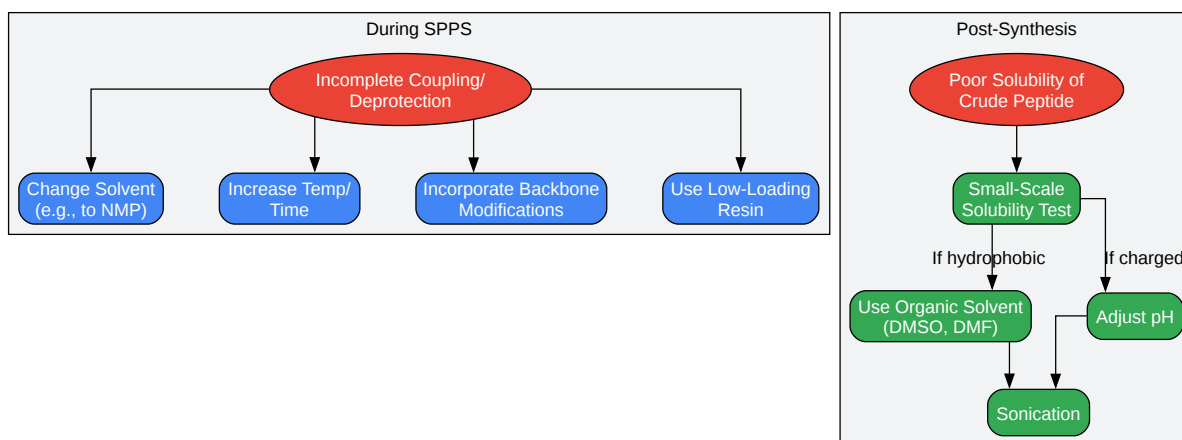 During SPPS
Incomplete Coupling/
Deprotection
Change Solvent
(e.g., to NMP)
Increase Temp/
Time
Incorporate Backbone
Modifications
Use Low-Loading
Resin
Post-Synthesis
Poor Solubility of
Crude Peptide
Small-Scale
Solubility Test
If hydrophobic
If charged
Use Organic Solvent
(DMSO, DMF)
Adjust pH
Sonication